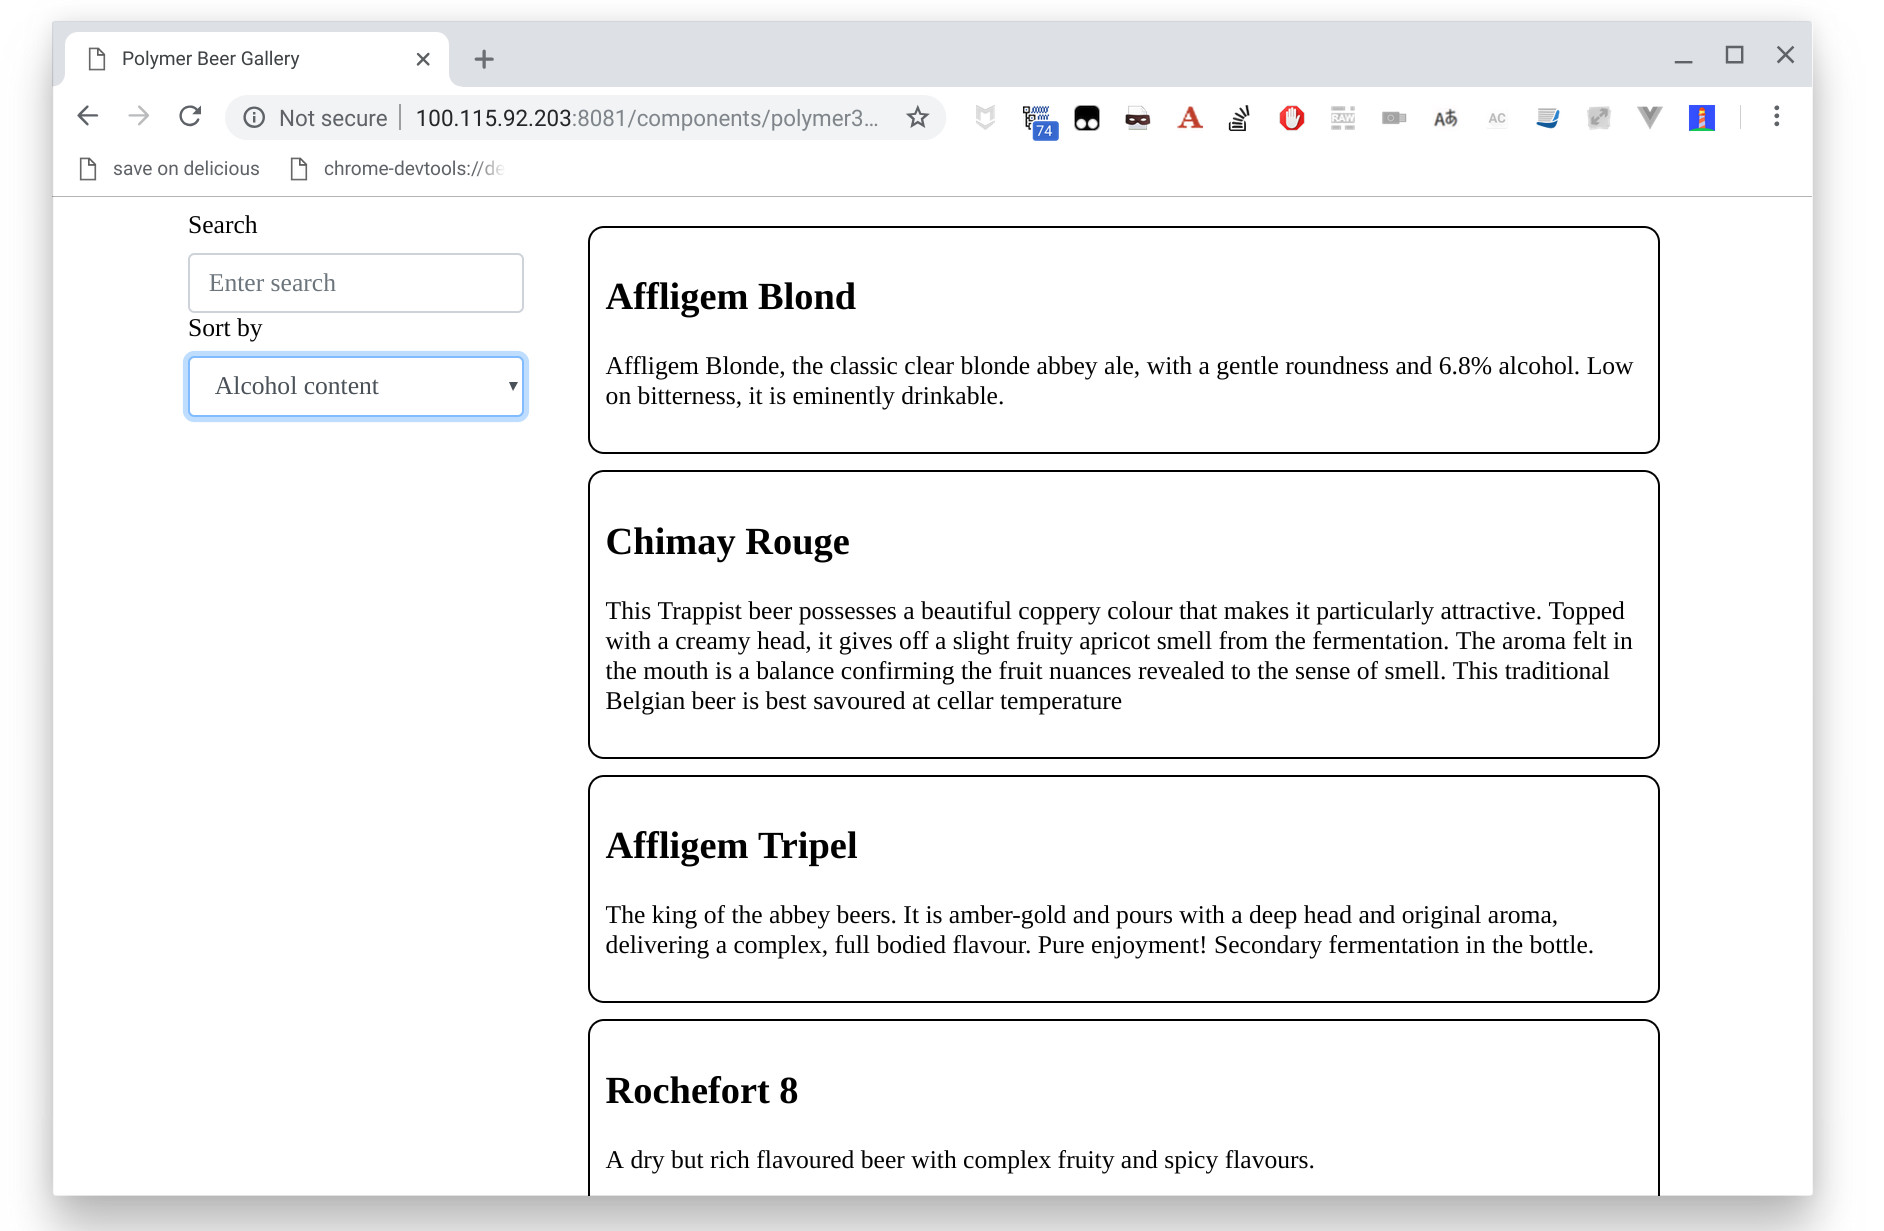 Polymer Beer Gallery
Not secure | 100.115.92.203:8081/components/polymer3...
74
A
RAW
Aあ
AC
save on delicious
chrome-devtools://de
Search
Enter search
Sort by
Alcohol content
Affligem Blond
Affligem Blonde, the classic clear blonde abbey ale, with a gentle roundness and 6.8% alcohol. Low
on bitterness, it is eminently drinkable.
Chimay Rouge
This Trappist beer possesses a beautiful coppery colour that makes it particularly attractive. Topped
with a creamy head, it gives off a slight fruity apricot smell from the fermentation. The aroma felt in
the mouth is a balance confirming the fruit nuances revealed to the sense of smell. This traditional
Belgian beer is best savoured at cellar temperature
Affligem Tripel
The king of the abbey beers. It is amber-gold and pours with a deep head and original aroma,
delivering a complex, full bodied flavour. Pure enjoyment! Secondary fermentation in the bottle.
Rochefort 8
A dry but rich flavoured beer with complex fruity and spicy flavours.